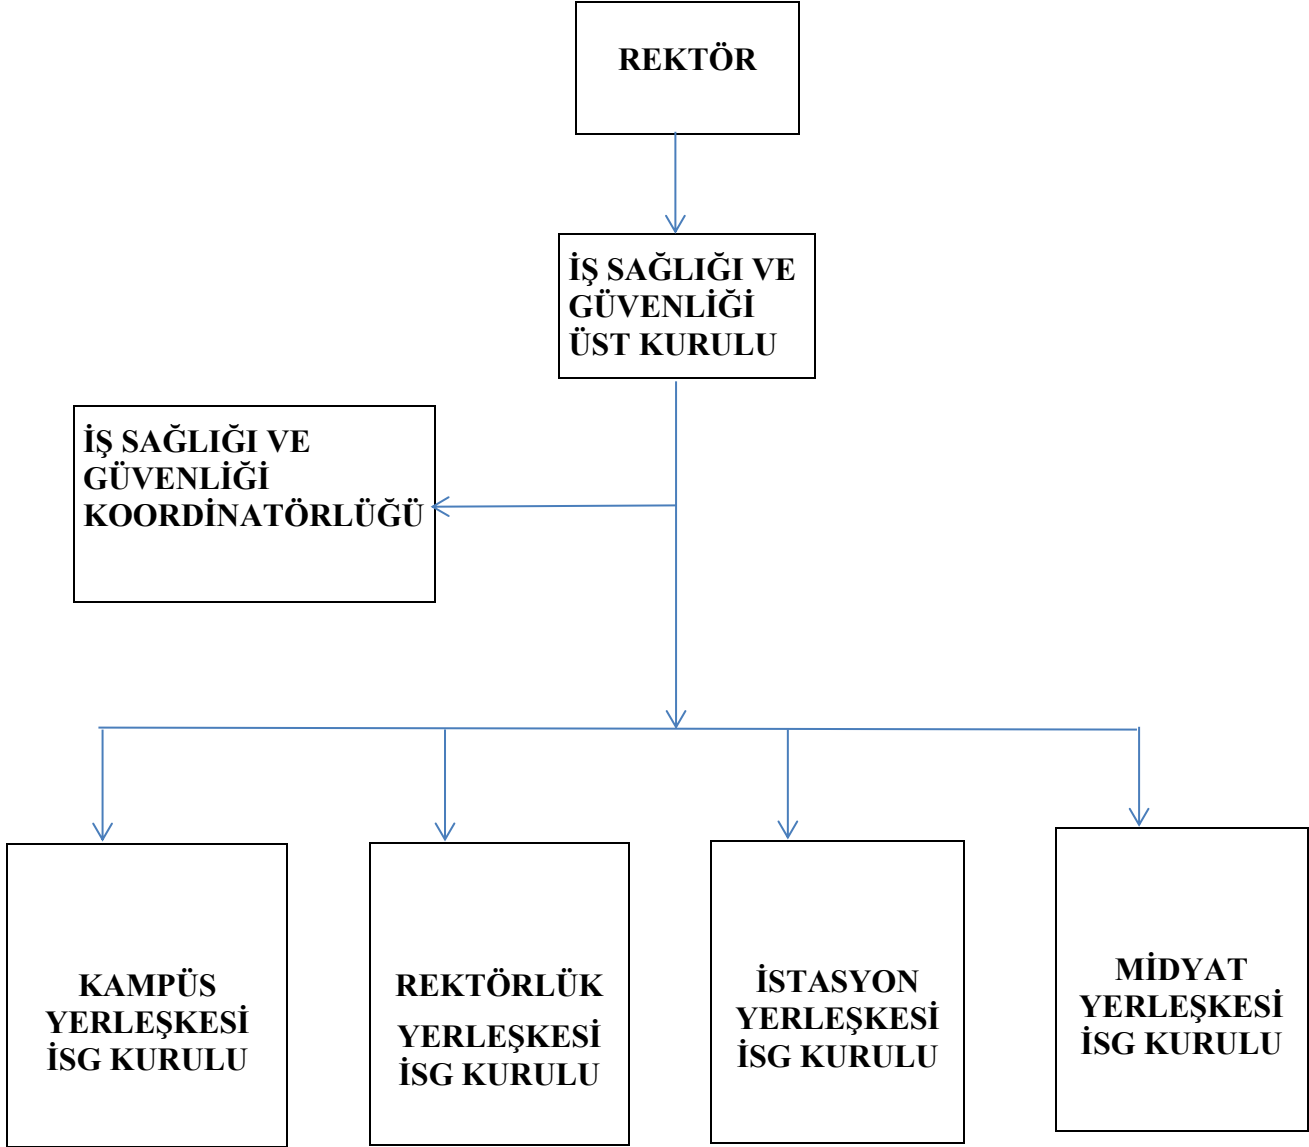 REKTÖR
İŞ SAĞLIĞI VE
GÜVENLİĞİ
ÜST KURULU
İŞ SAĞLIĞI VE
GÜVENLİĞİ
KOORDİNATÖRLÜĞÜ
KAMPÜS
YERLEŞKESİ
İSG KURULU
REKTÖRLÜK
YERLEŞKESİ
İSG KURULU
İSTASYON
YERLEŞKESİ
İSG KURULU
MİDYAT
YERLEŞKESİ
İSG KURULU